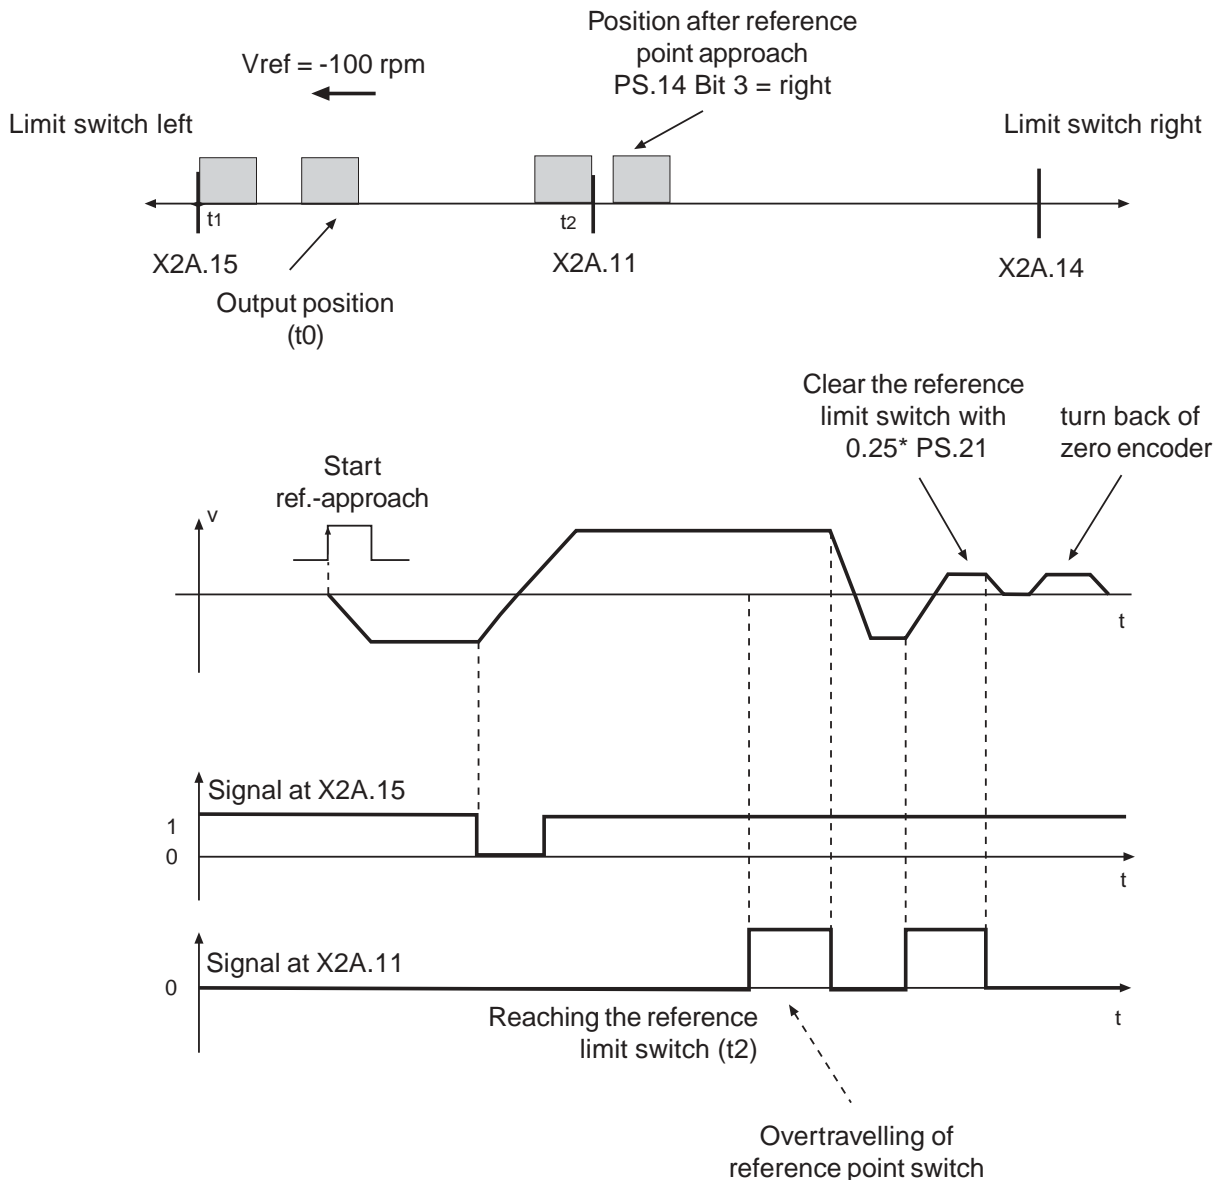 Position after reference
point approach
PS.14 Bit 3 = right
Vref = -100 rpm
Limit switch left
Limit switch right
t1
t2
X2A.15
X2A.11
X2A.14
Output position
(t0)
Clear the reference
limit switch with
0.25* PS.21
turn back of
zero encoder
Start
ref.-approach
v
t
Signal at X2A.15
1
0
t
Signal at X2A.11
0
t
Reaching the reference
limit switch (t2)
Overtravelling of
reference point switch